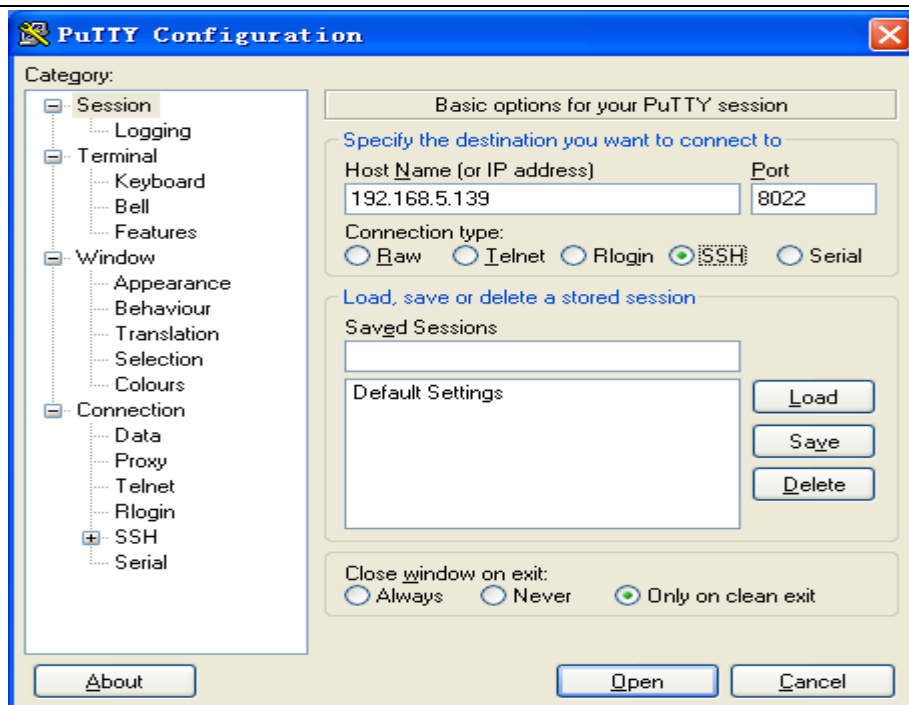 PuTTY Configuration
Category:
Session
Logging
Terminal
Keyboard
Bell
Features
Window
Appearance
Behaviour
Translation
Selection
Colours
Connection
Data
Proxy
Telnet
Rlogin
SSH
Serial
Basic options for your PuTTY session
Specify the destination you want to connect to
Host Name (or IP address) Port
192.168.5.139 8022
Connection type:
Raw Telnet Rlogin SSH Serial
Load, save or delete a stored session
Saved Sessions
Default Settings
Load
Save
Delete
Close window on exit:
Always Never Only on clean exit
About Open Cancel